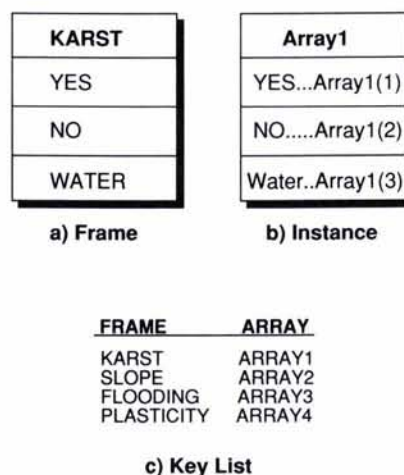 KARST
YES
NO
WATER
a) Frame
Array1
YES...Array1(1)
NO.....Array1(2)
Water..Array1(3)
b) Instance
FRAME ARRAY
KARST ARRAY1
SLOPE ARRAY2
FLOODING ARRAY3
PLASTICITY ARRAY4
c) Key List